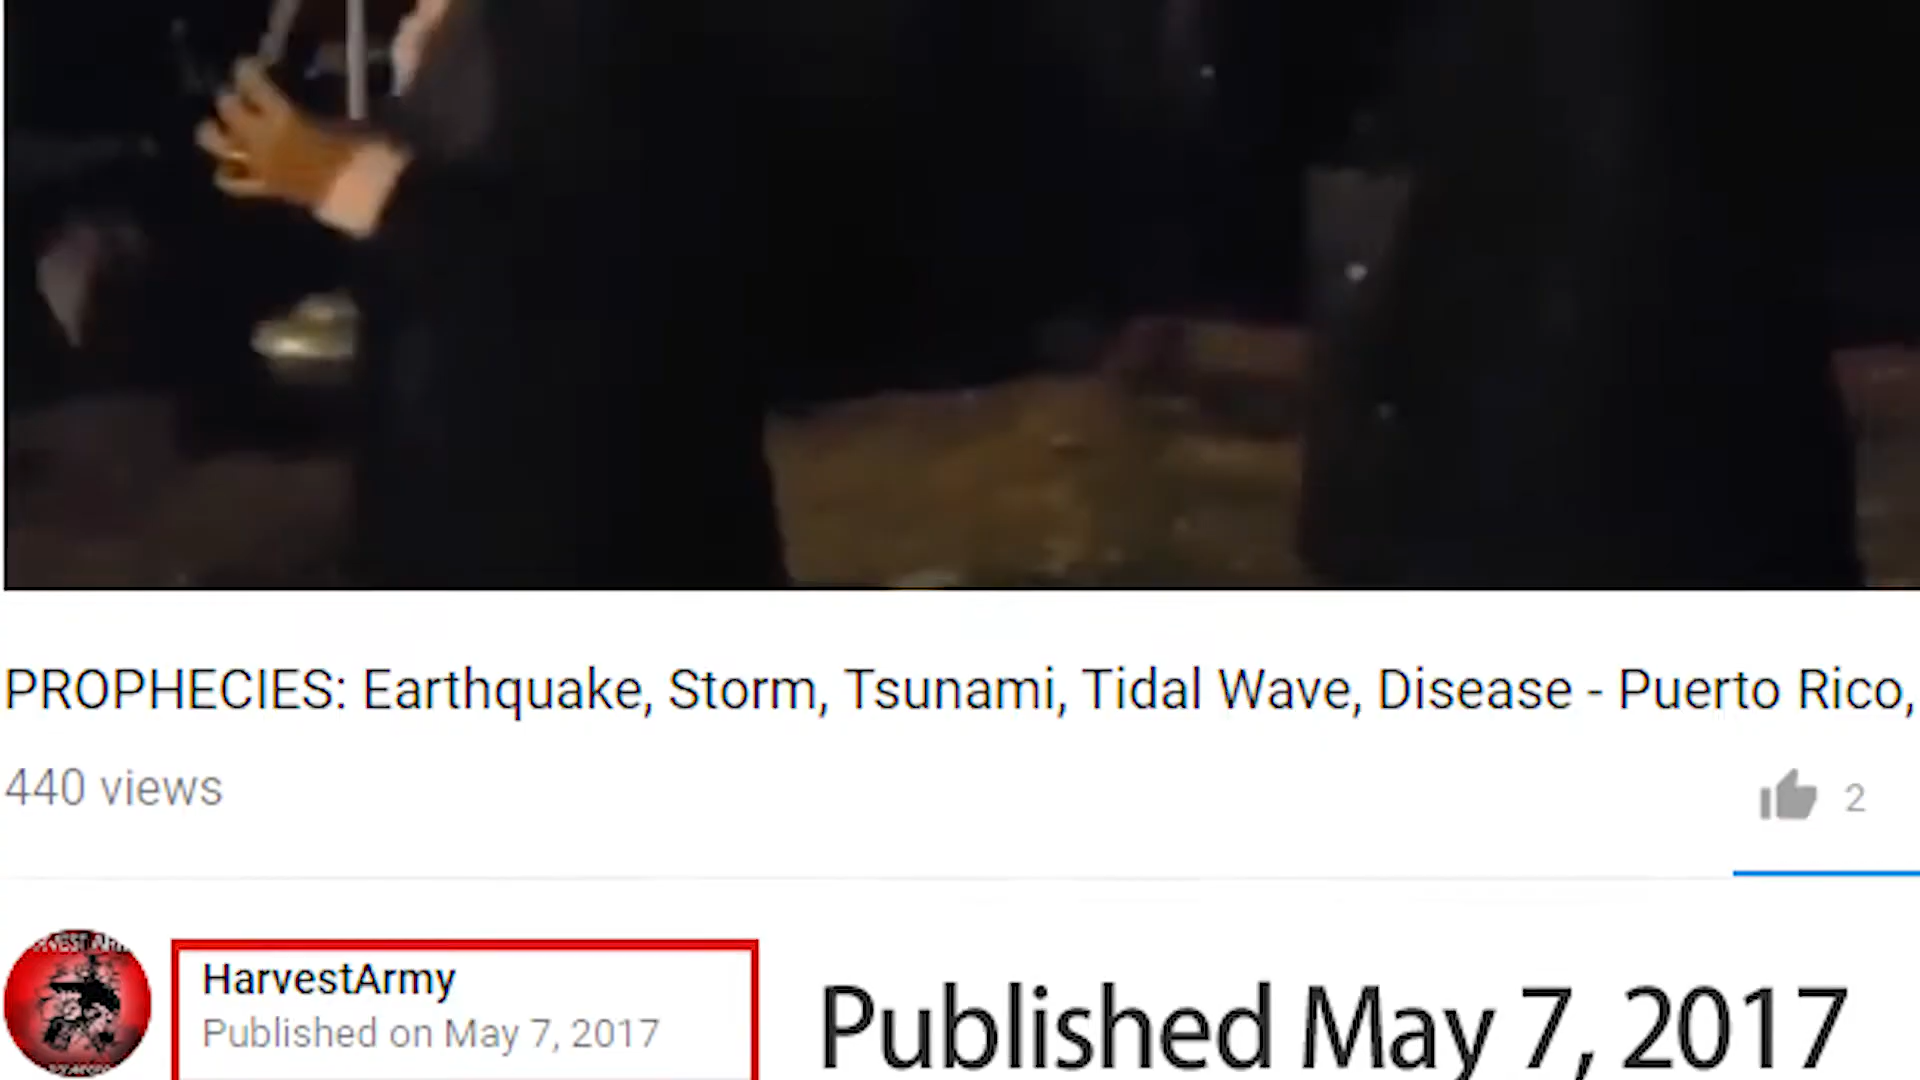 PROPHECIES: Earthquake, Storm, Tsunami, Tidal Wave, Disease - Puerto Rico,
440 views
2
HarvestArmy
Published on May 7, 2017
Published May 7, 2017